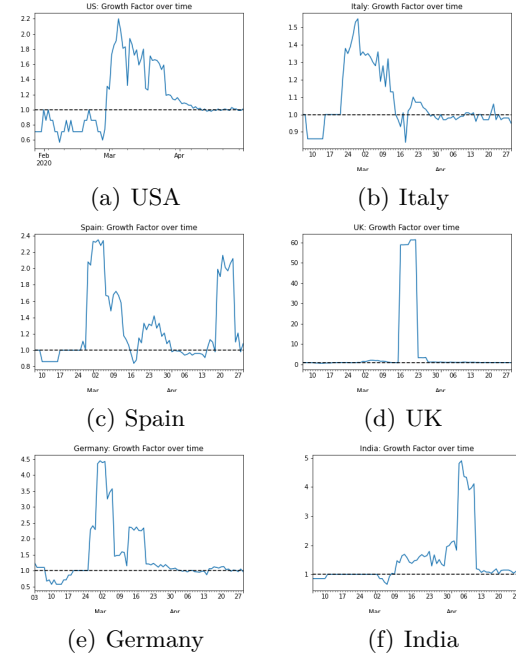 US: Growth Factor over time
2.2
2.0
1.8
1.6
1.4
1.2
1.0
0.8
0.6
Feb
2020
Mar
Apr
(a) USA
Italy: Growth Factor over time
1.5
1.4
1.3
1.2
1.1
1.0
0.9
10 17 24 02 09 16 23 30 06 13 20 27
Mar Apr
(b) Italy
Spain: Growth Factor over time
2.4
2.2
2.0
1.8
1.6
1.4
1.2
1.0
0.8
10 17 24 02 09 16 23 30 06 13 20 27
Mar Apr
(c) Spain
UK: Growth Factor over time
60
50
40
30
20
10
0
10 17 24 02 09 16 23 30 06 13 20 27
Mar Apr
(d) UK
Germany: Growth Factor over time
4.5
4.0
3.5
3.0
2.5
2.0
1.5
1.0
0.5
03 10 17 24 02 09 16 23 30 06 13 20 27
Mar Apr
(e) Germany
India: Growth Factor over time
5
4
3
2
1
10 17 24 02 09 16 23 30 06 13 20
Mar Apr
(f) India